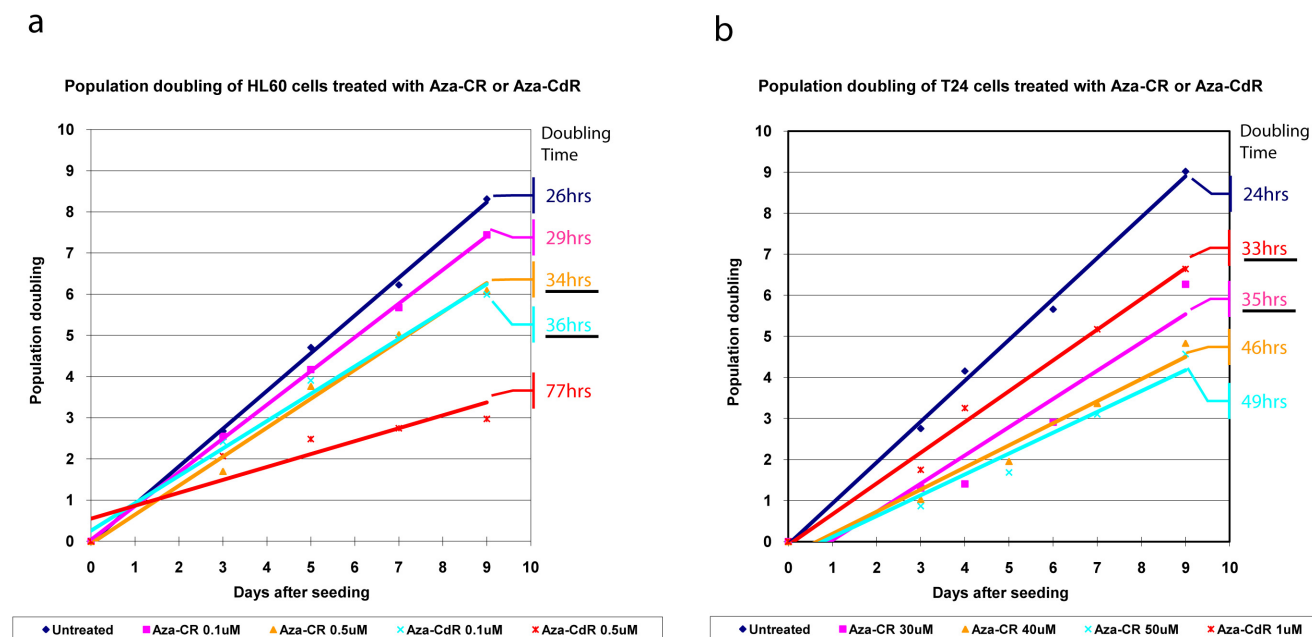 a
Population doubling of HL60 cells treated with Aza-CR or Aza-CdR
Population doubling
10
9
8
7
6
5
4
3
2
1
0
0 1 2 3 4 5 6 7 8 9 10
Days after seeding
Doubling
Time
26hrs
29hrs
34hrs
36hrs
77hrs
Untreated Aza-CR 0.1uM Aza-CR 0.5uM Aza-CdR 0.1uM Aza-CdR 0.5uM
b
Population doubling of T24 cells treated with Aza-CR or Aza-CdR
Population doubling
10
9
8
7
6
5
4
3
2
1
0
0 1 2 3 4 5 6 7 8 9 10
Days after seeding
Doubling
Time
24hrs
33hrs
35hrs
46hrs
49hrs
Untreated Aza-CR 30uM Aza-CR 40uM Aza-CR 50uM Aza-CdR 1uM